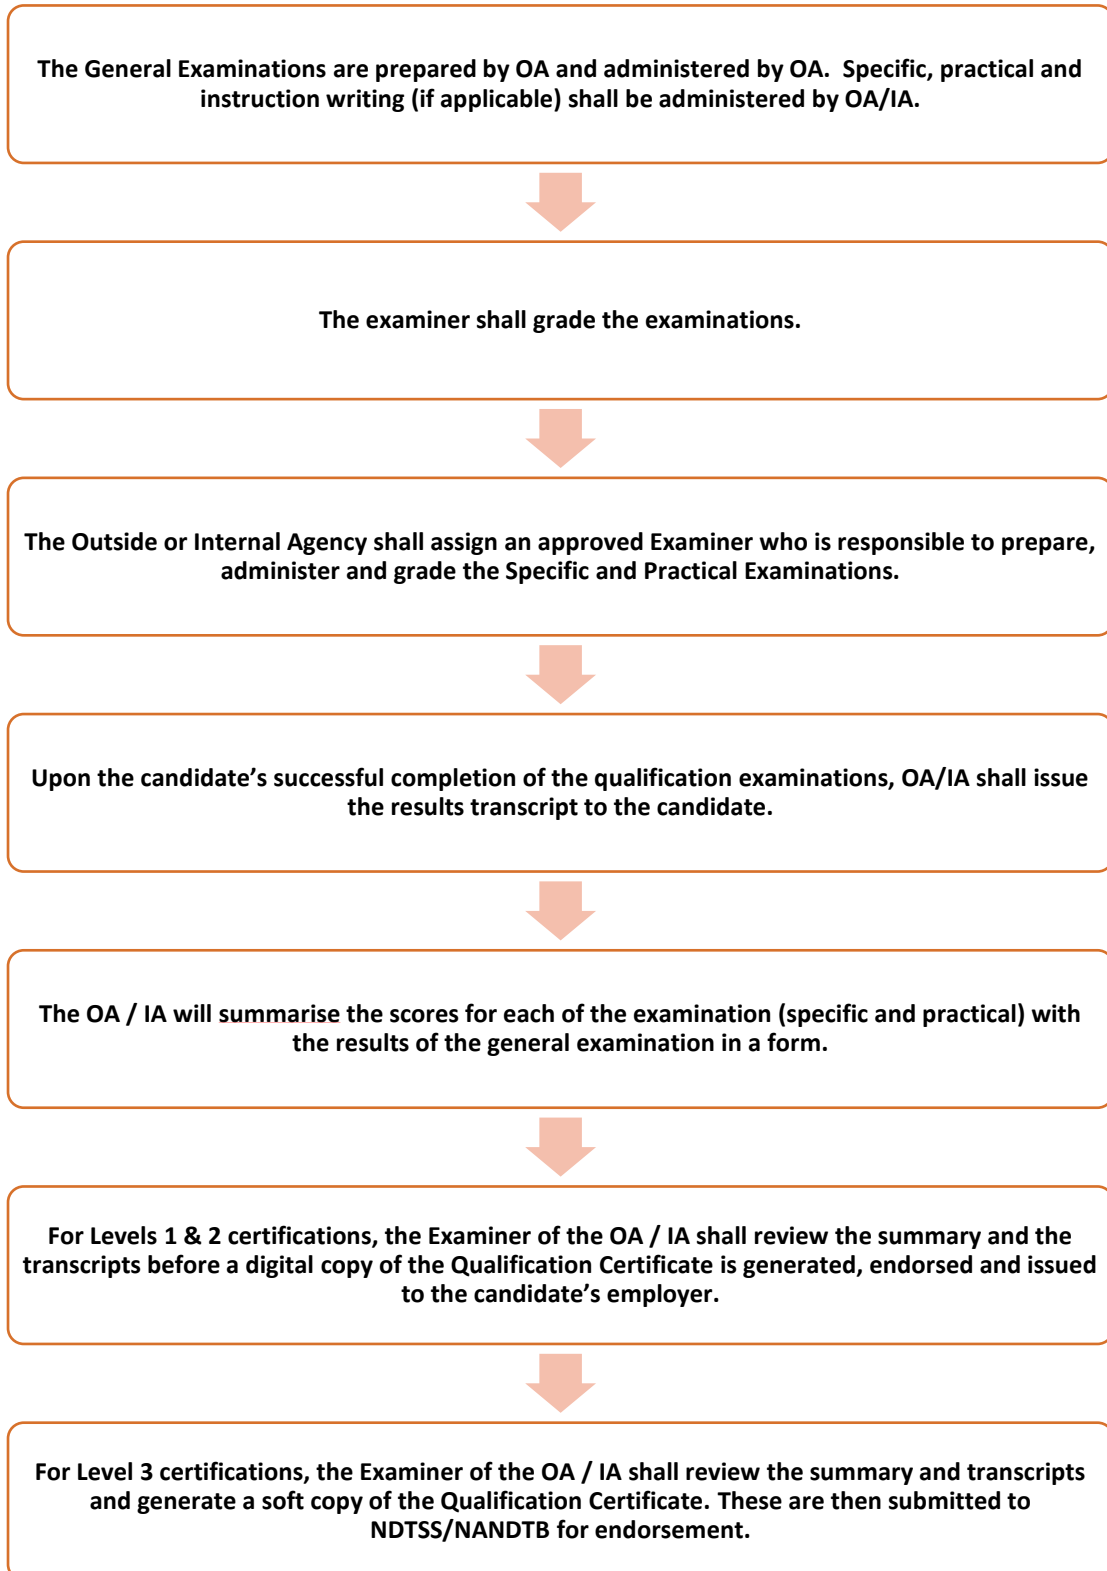 The General Examinations are prepared by OA and administered by OA.  Specific, practical and
instruction writing (if applicable) shall be administered by OA/IA.
The examiner shall grade the examinations.
The Outside or Internal Agency shall assign an approved Examiner who is responsible to prepare,
administer and grade the Specific and Practical Examinations.
Upon the candidate’s successful completion of the qualification examinations, OA/IA shall issue
the results transcript to the candidate.
The OA / IA will summarise the scores for each of the examination (specific and practical) with
the results of the general examination in a form.
For Levels 1 & 2 certifications, the Examiner of the OA / IA shall review the summary and the
transcripts before a digital copy of the Qualification Certificate is generated, endorsed and issued
to the candidate’s employer.
For Level 3 certifications, the Examiner of the OA / IA shall review the summary and transcripts
and generate a soft copy of the Qualification Certificate. These are then submitted to
NDTSS/NANDTB for endorsement.